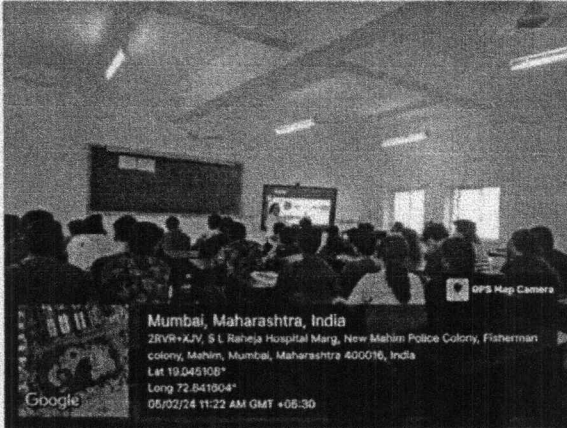 GPS Map Camera
Mumbai, Maharashtra, India
2RVR+XJV, S L Raheja Hospital Marg, New Mahim Police Colony, Fisherman
colony, Mahim, Mumbai, Maharashtra 400016, India
Lat 19.045108°
Long 72.841604°
05/02/24 11:22 AM GMT +05:30
Google